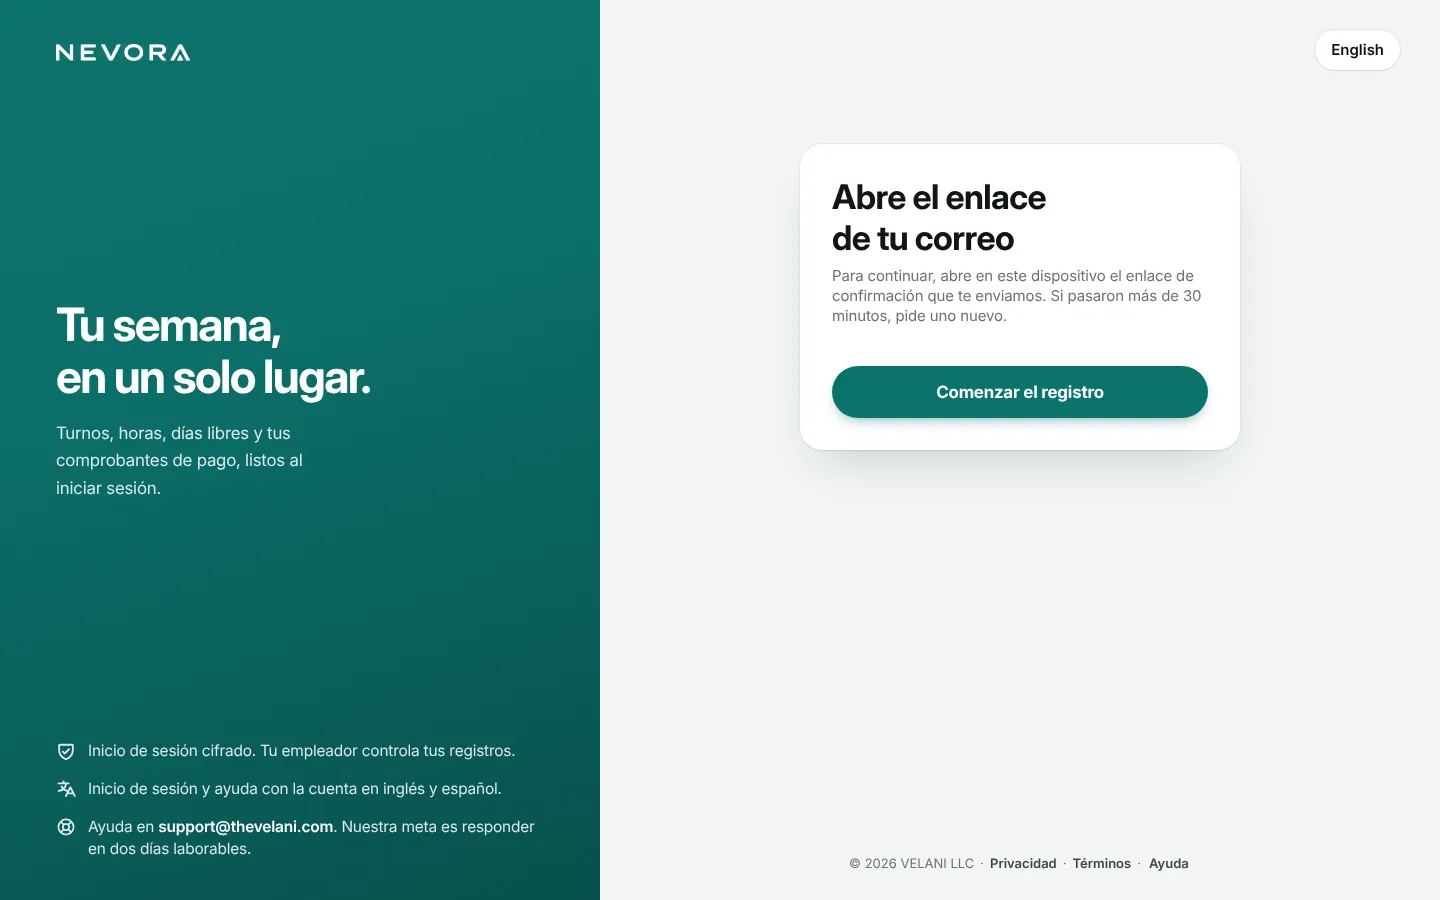 NEVORA
English
Tu semana,
en un solo lugar.
Turnos, horas, días libres y tus
comprobantes de pago, listos al
iniciar sesión.
Inicio de sesión cifrado. Tu empleador controla tus registros.
Inicio de sesión y ayuda con la cuenta en inglés y español.
Ayuda en support@thevelani.com. Nuestra meta es responder
en dos días laborables.
Abre el enlace
de tu correo
Para continuar, abre en este dispositivo el enlace de
confirmación que te enviamos. Si pasaron más de 30
minutos, pide uno nuevo.
Comenzar el registro
© 2026 VELANI LLC · Privacidad · Términos · Ayuda